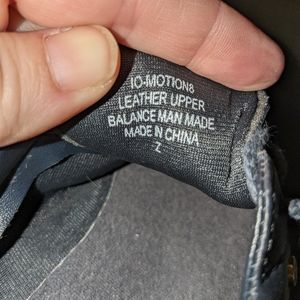 IO-MOTION8
LEATHER UPPER
BALANCE MAN MADE
MADE IN CHINA
Z